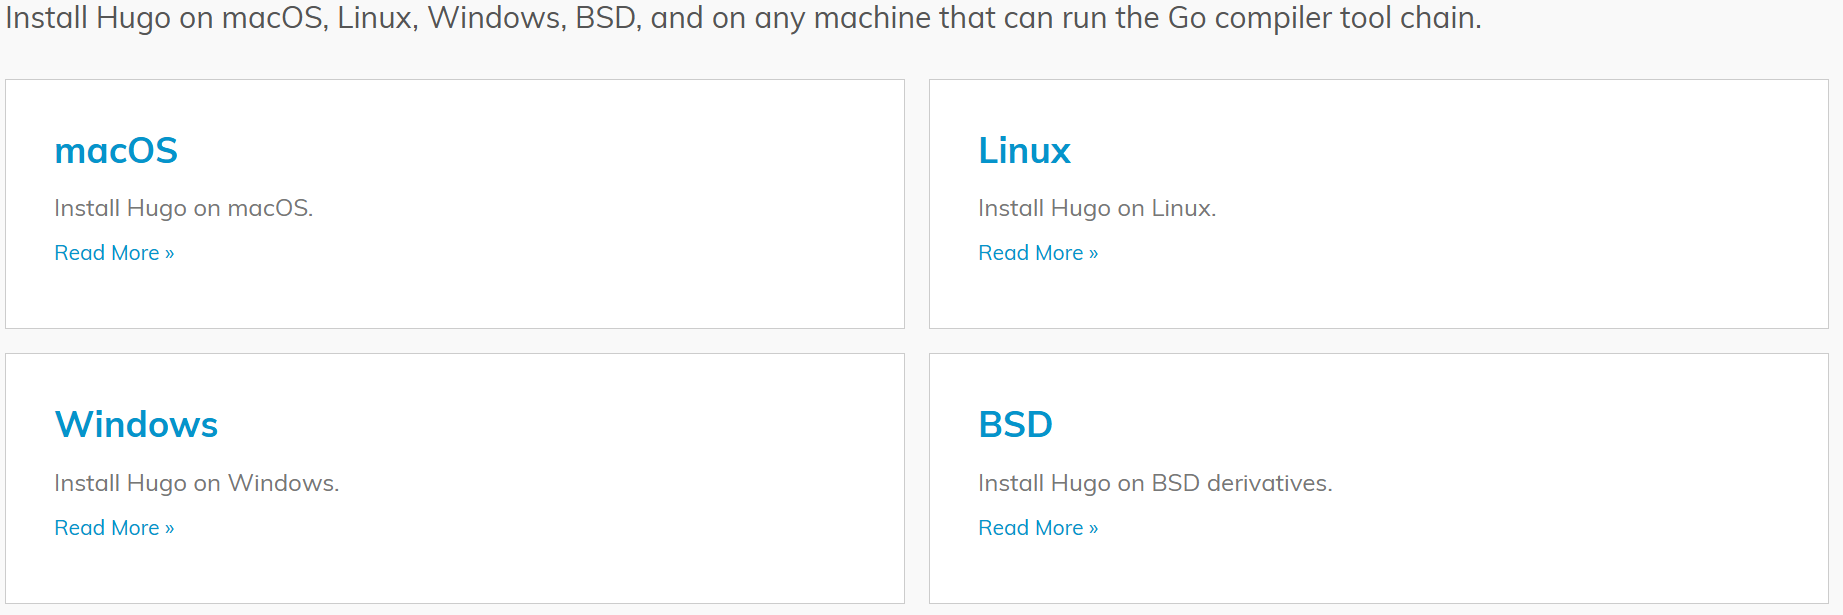 Install Hugo on macOS, Linux, Windows, BSD, and on any machine that can run the Go compiler tool chain.
macOS
Install Hugo on macOS.
Read More »
Linux
Install Hugo on Linux.
Read More »
Windows
Install Hugo on Windows.
Read More »
BSD
Install Hugo on BSD derivatives.
Read More »